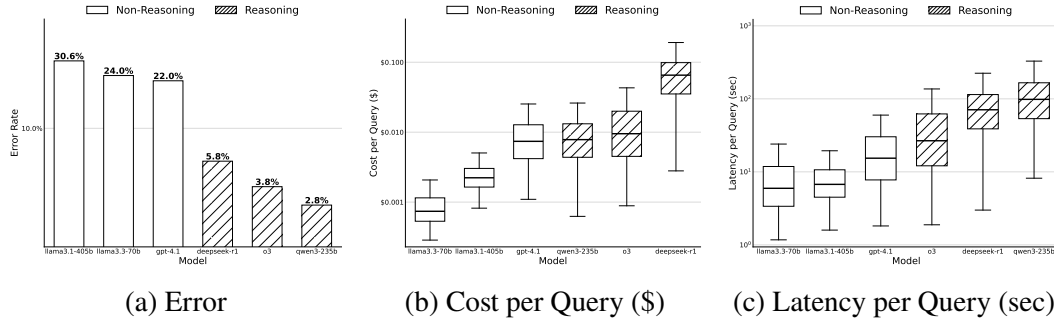 Non-Reasoning Reasoning
Error Rate
10.0%
30.6%
24.0%
22.0%
5.8%
3.8%
2.8%
llama3.1-405b llama3.3-70b gpt-4.1 deepseek-r1 o3 qwen3-235b
Model
(a) Error
Non-Reasoning Reasoning
Cost per Query ($)
$0.100
$0.010
$0.001
llama3.3-70b llama3.1-405b gpt-4.1 qwen3-235b o3 deepseek-r1
Model
(b) Cost per Query ($)
Non-Reasoning Reasoning
Latency per Query (sec)
10³
10²
10¹
10⁰
llama3.3-70b llama3.1-405b gpt-4.1 o3 deepseek-r1 qwen3-235b
Model
(c) Latency per Query (sec)